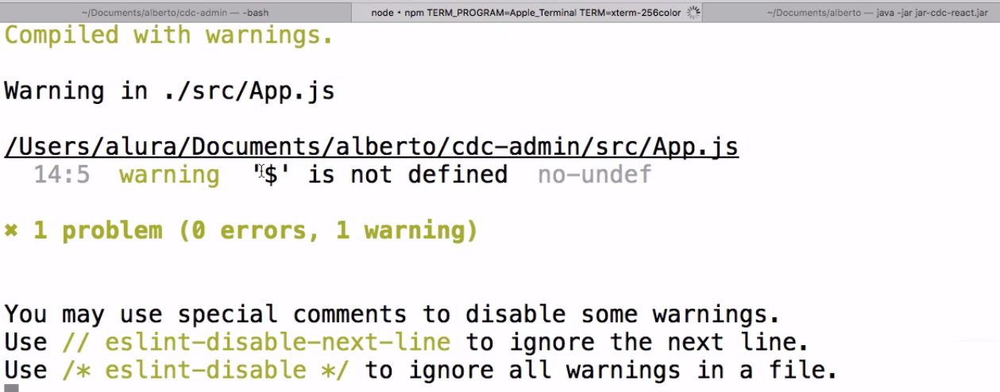 ~/Documents/alberto/cdc-admin — -bash
node • npm TERM_PROGRAM=Apple_Terminal TERM=xterm-256color
~/Documents/alberto — java -jar jar-cdc-react.jar
Compiled with warnings.
Warning in ./src/App.js
/Users/alura/Documents/alberto/cdc-admin/src/App.js
14:5 warning '$' is not defined no-undef
✖ 1 problem (0 errors, 1 warning)
You may use special comments to disable some warnings.
Use // eslint-disable-next-line to ignore the next line.
Use /* eslint-disable */ to ignore all warnings in a file.